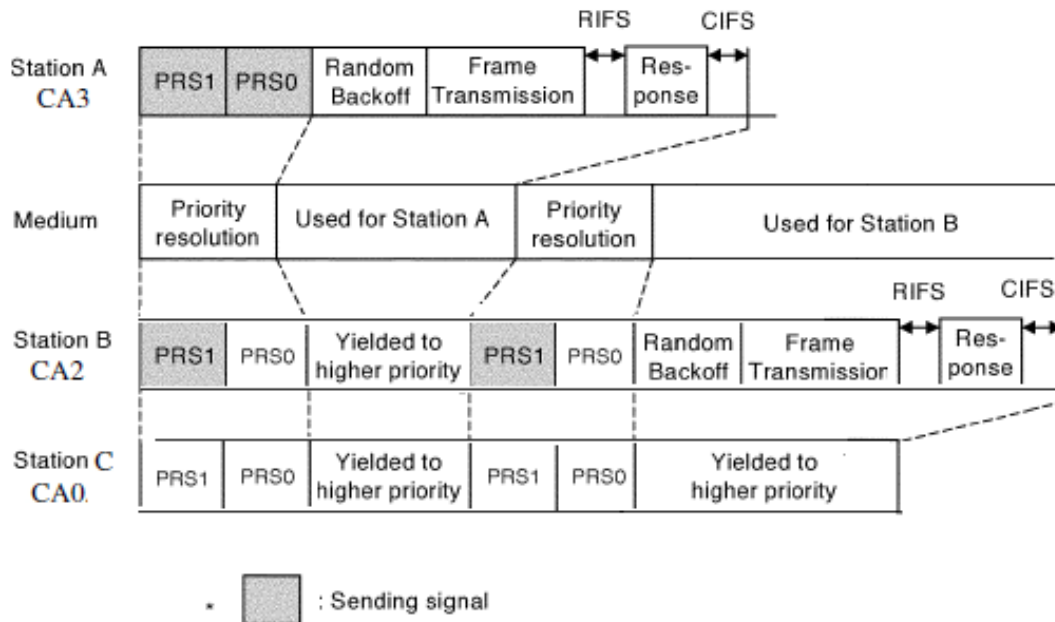 RIFS CIFS
Station A
CA3
PRS1 PRS0 Random Backoff Frame Transmission Res- ponse
Medium
Priority resolution Used for Station A Priority resolution Used for Station B
RIFS CIFS
Station B
CA2
PRS1 PRS0 Yielded to higher priority PRS1 PRS0 Random Backoff Frame Transmission Res- ponse
Station C
CA0.
PRS1 PRS0 Yielded to higher priority PRS1 PRS0 Yielded to higher priority
* : Sending signal